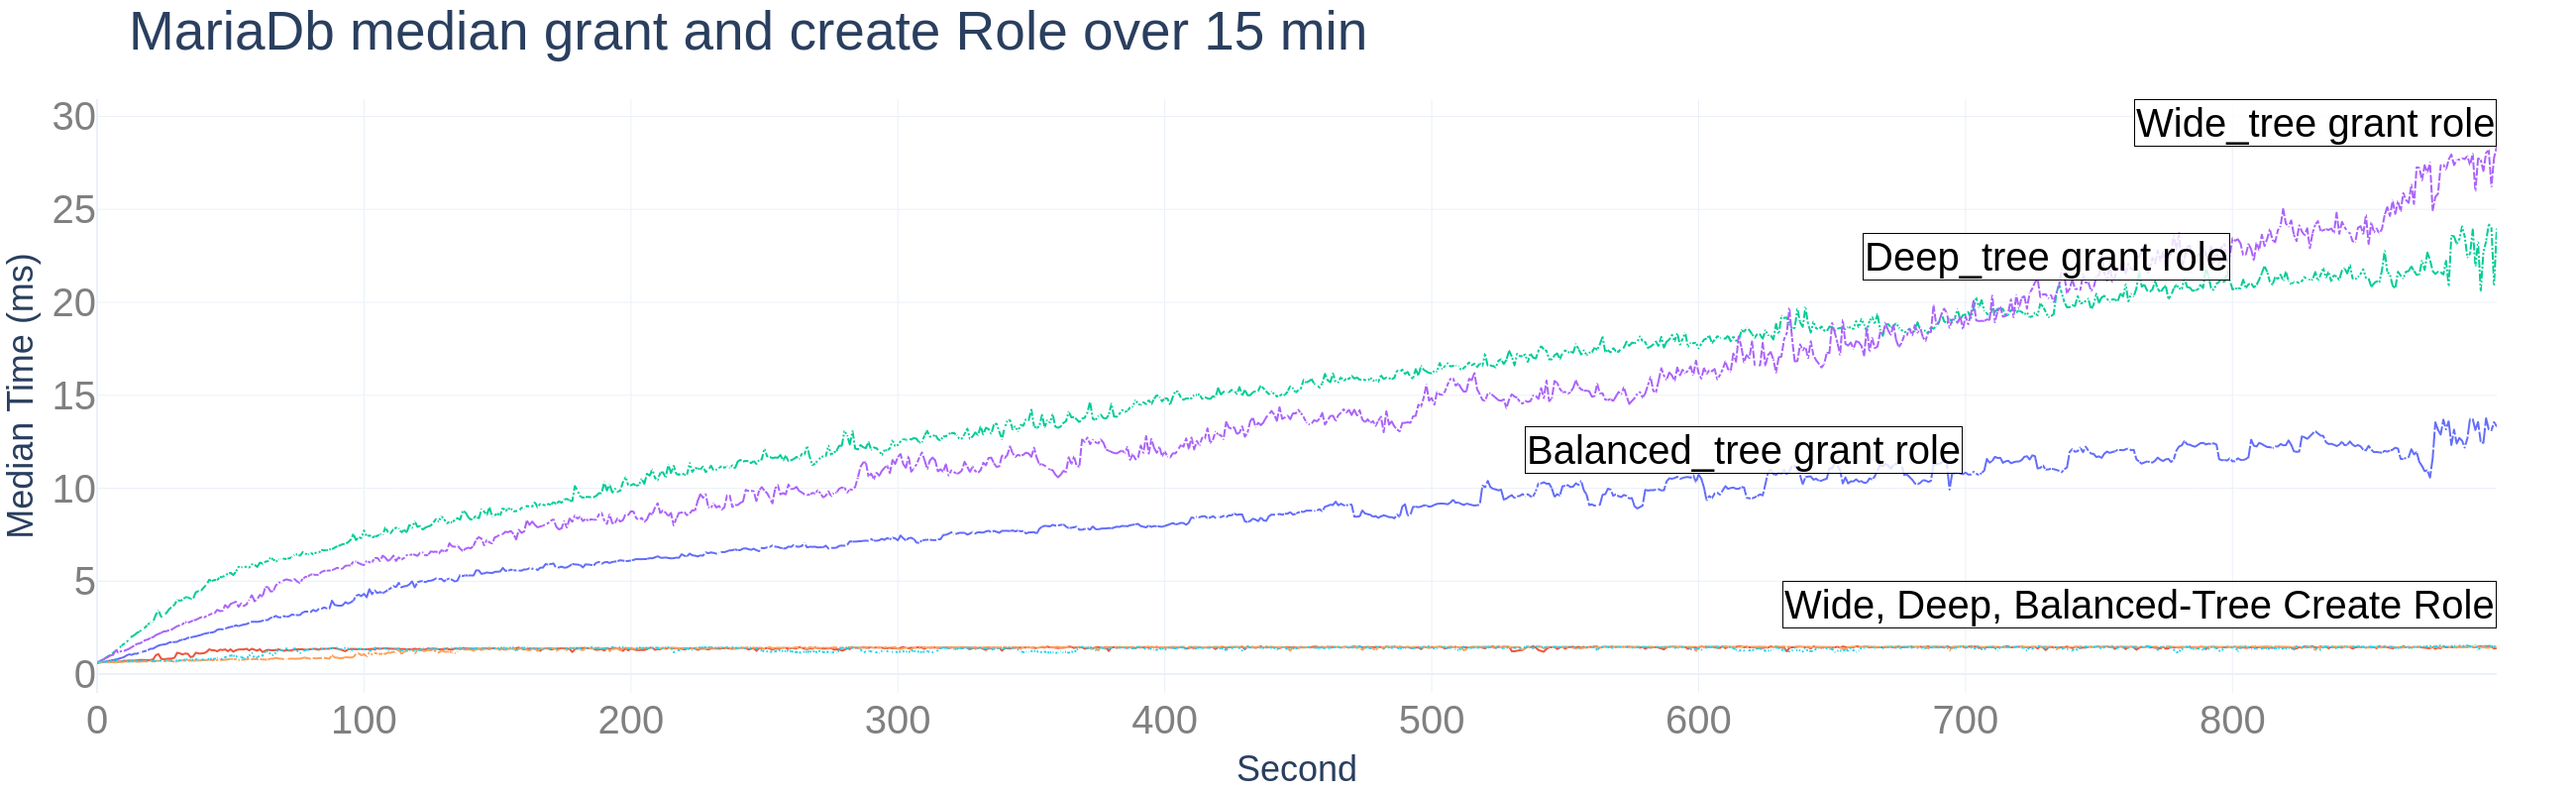 MariaDb median grant and create Role over 15 min
30
25
20
15
10
5
0
Median Time (ms)
Wide_tree grant role
Deep_tree grant role
Balanced_tree grant role
Wide, Deep, Balanced-Tree Create Role
0 100 200 300 400 500 600 700 800
Second